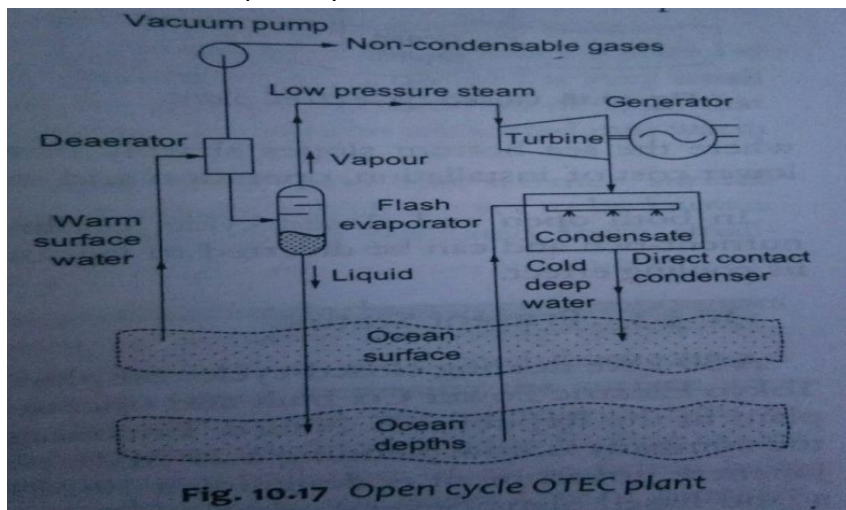 Vacuum pump
Non-condensable gases
Low pressure steam
Generator
Deaerator
Turbine
Vapour
Warm
surface
water
Flash
evaporator
Condensate
Liquid
Cold
deep
water
Direct contact
condenser
Ocean
surface
Ocean
depths
Fig. 10.17 Open cycle OTEC plant